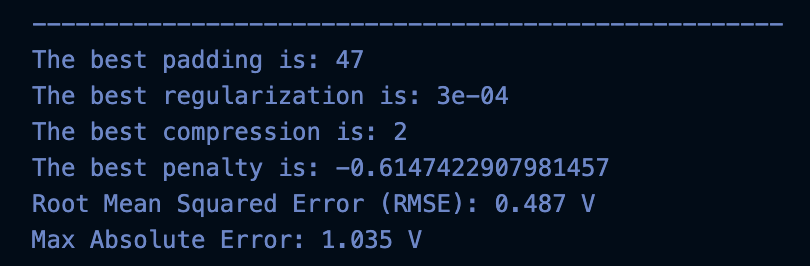 ----------------------------------------------------
The best padding is: 47
The best regularization is: 3e-04
The best compression is: 2
The best penalty is: -0.6147422907981457
Root Mean Squared Error (RMSE): 0.487 V
Max Absolute Error: 1.035 V